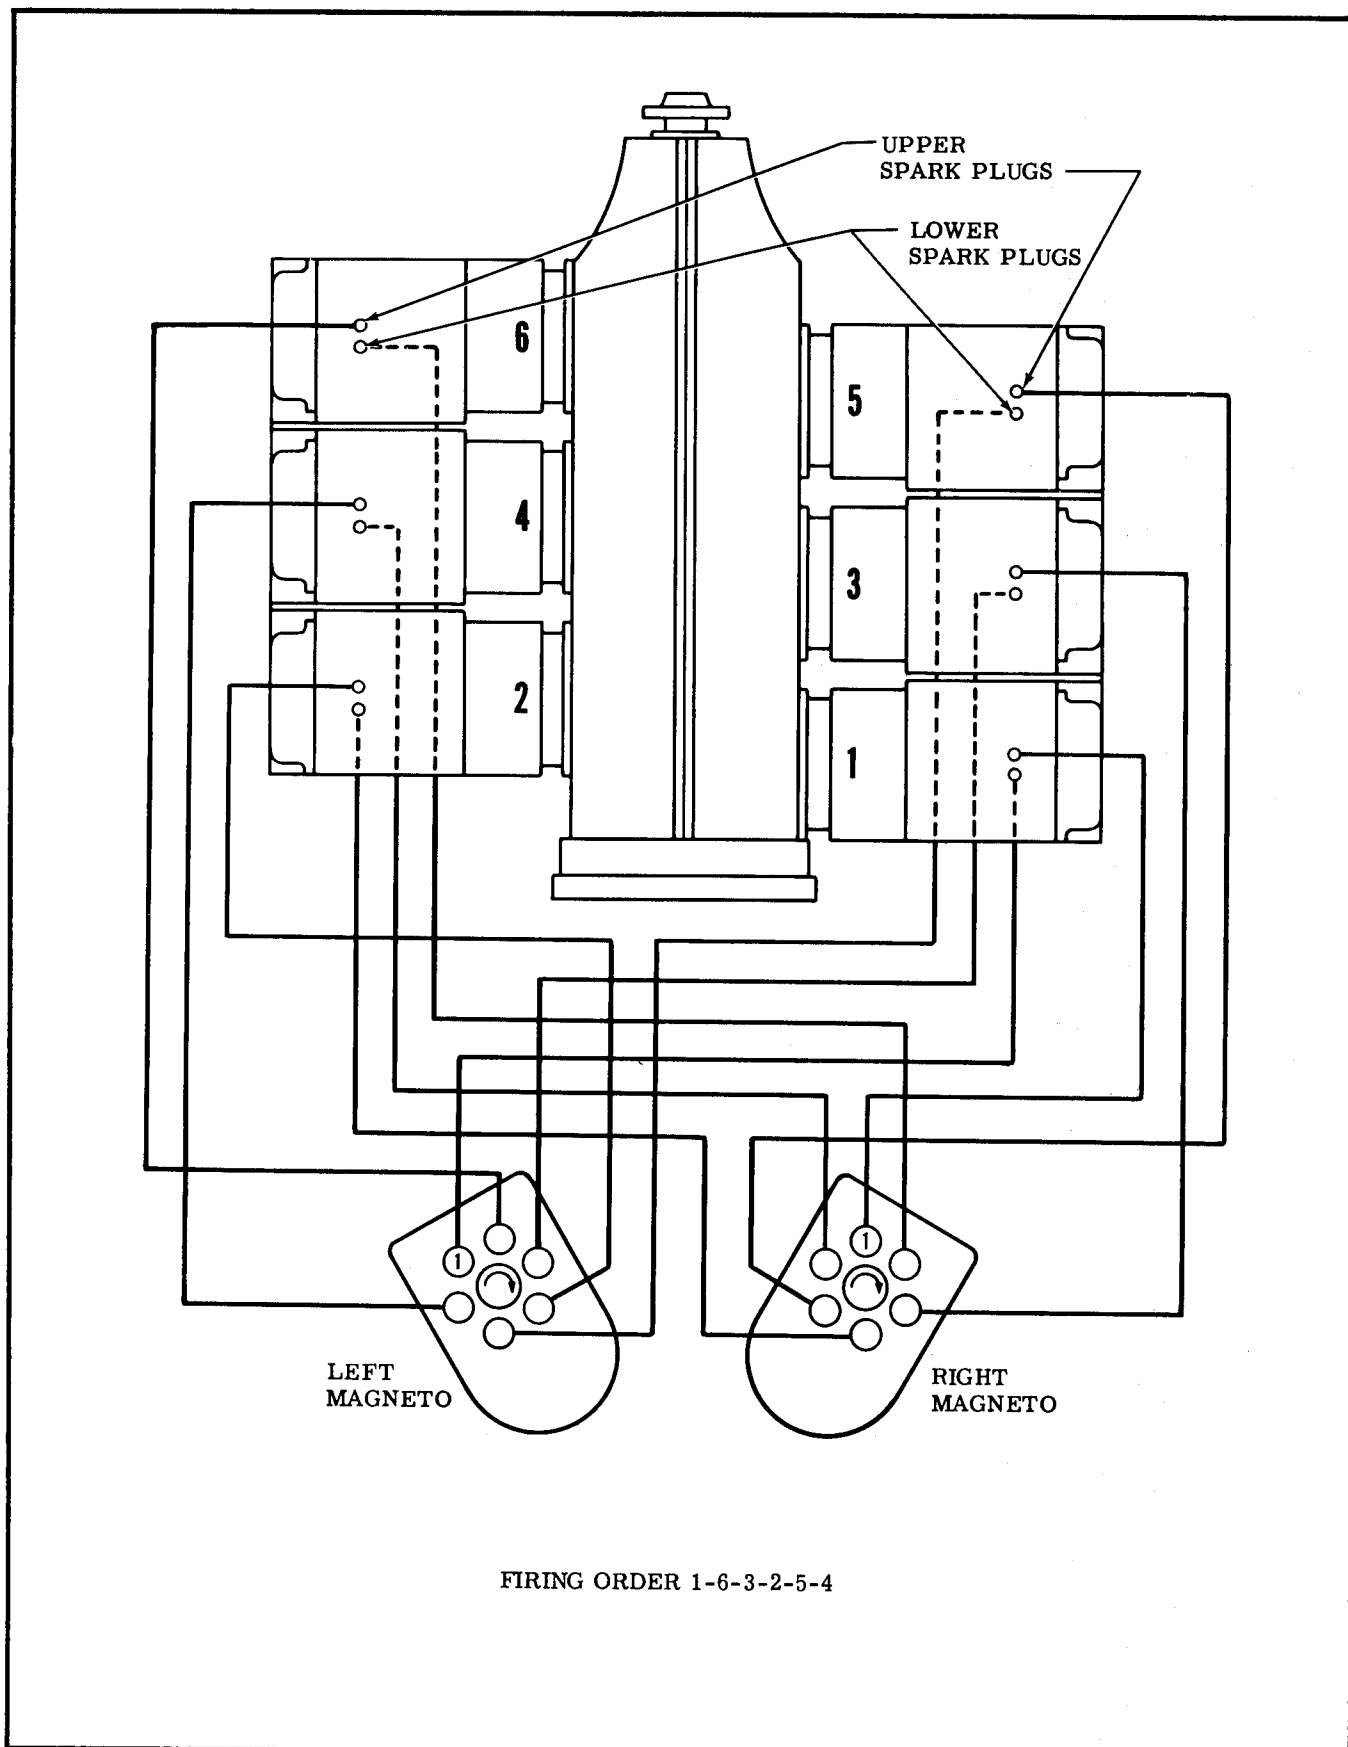 UPPER
SPARK PLUGS
LOWER
SPARK PLUGS
6
5
4
3
2
1
1
1
LEFT
MAGNETO
RIGHT
MAGNETO
FIRING ORDER 1-6-3-2-5-4